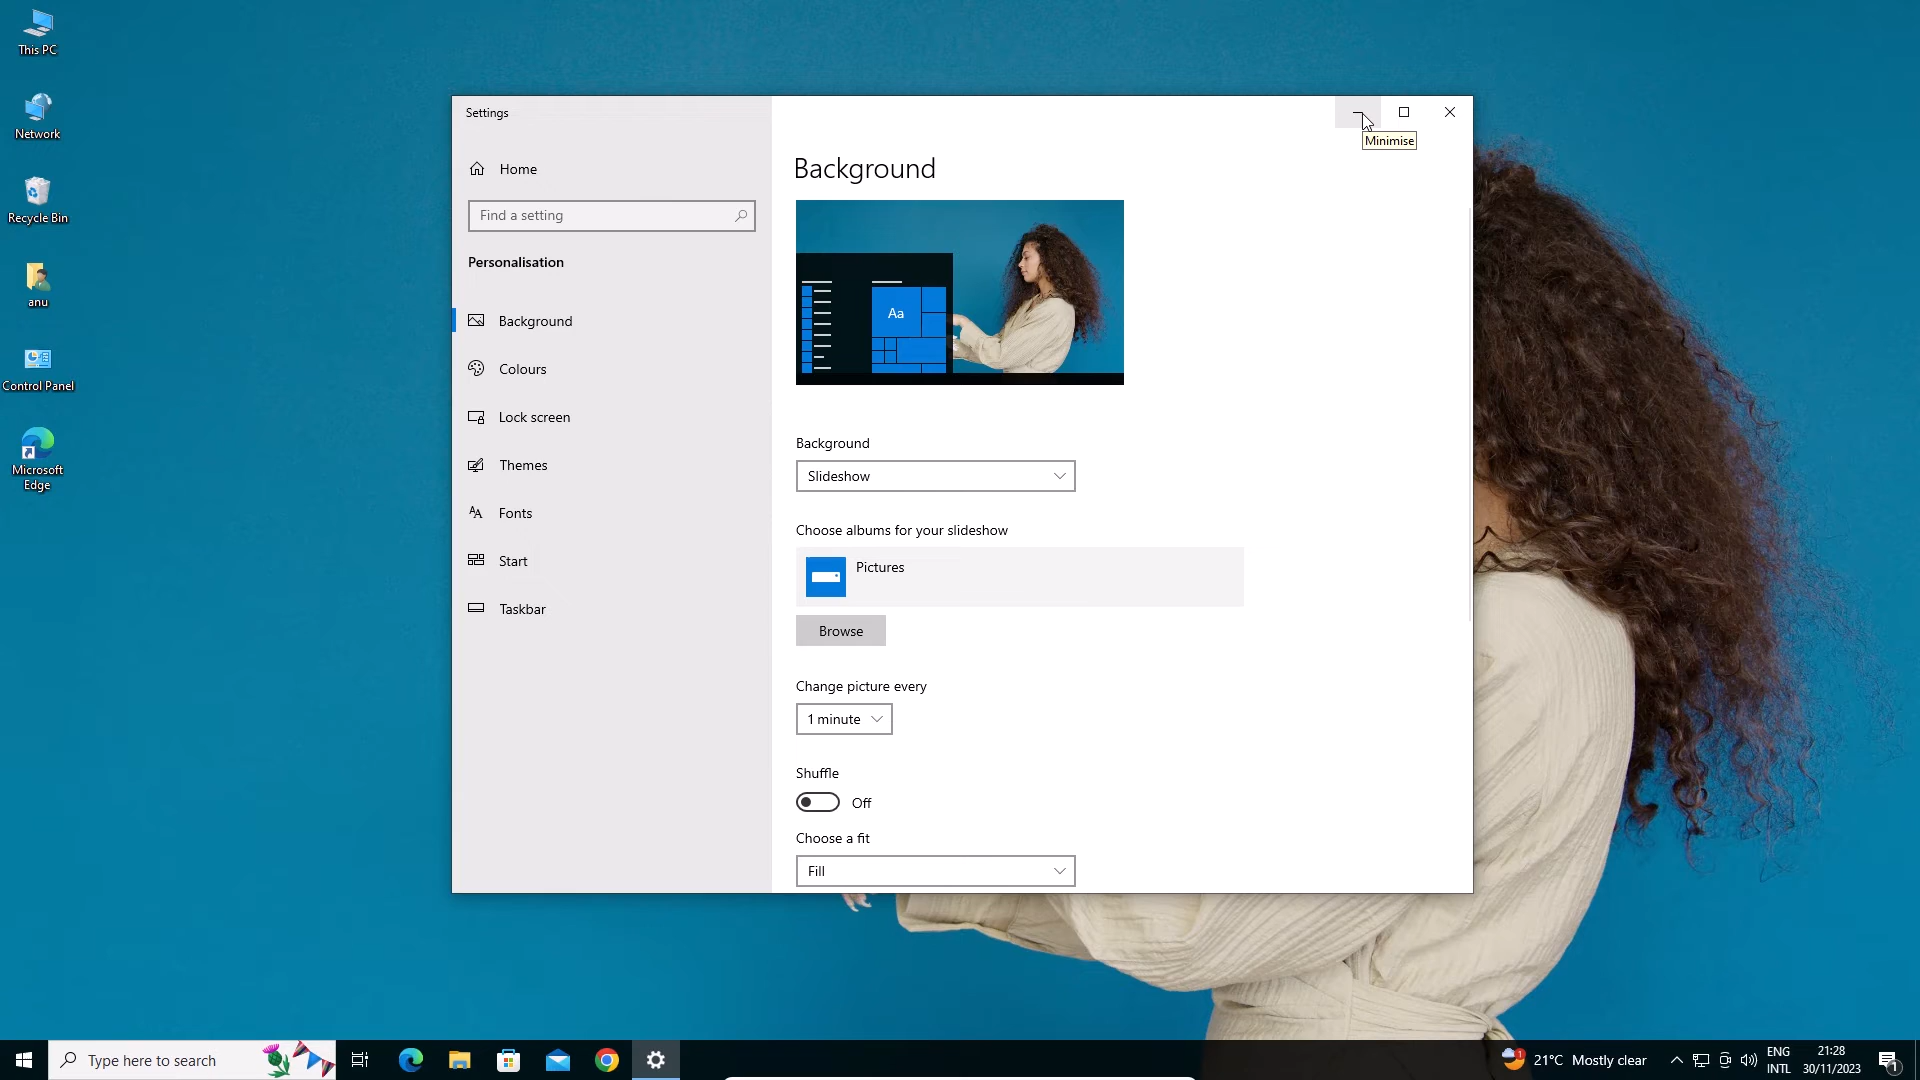 This PC
Network
Recycle Bin
anu
Control Panel
Microsoft
Edge
Settings
Minimise
Home
Find a setting
Personalisation
Background
Colours
Lock screen
Themes
Fonts
Start
Taskbar
Background
Aa
Background
Slideshow
Choose albums for your slideshow
Pictures
Browse
Change picture every
1 minute
Shuffle
Off
Choose a fit
Fill
Type here to search
1
21°C Mostly clear
ENG
INTL
21:28
30/11/2023
1